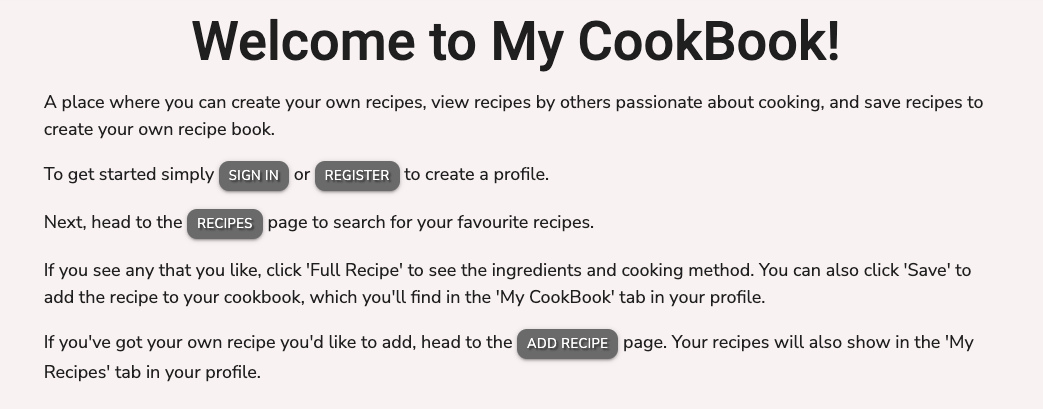 Welcome to My CookBook!
A place where you can create your own recipes, view recipes by others passionate about cooking, and save recipes to
create your own recipe book.
To get started simply SIGN IN or REGISTER to create a profile.
Next, head to the RECIPES page to search for your favourite recipes.
If you see any that you like, click 'Full Recipe' to see the ingredients and cooking method. You can also click 'Save' to
add the recipe to your cookbook, which you'll find in the 'My CookBook' tab in your profile.
If you've got your own recipe you'd like to add, head to the ADD RECIPE page. Your recipes will also show in the 'My
Recipes' tab in your profile.